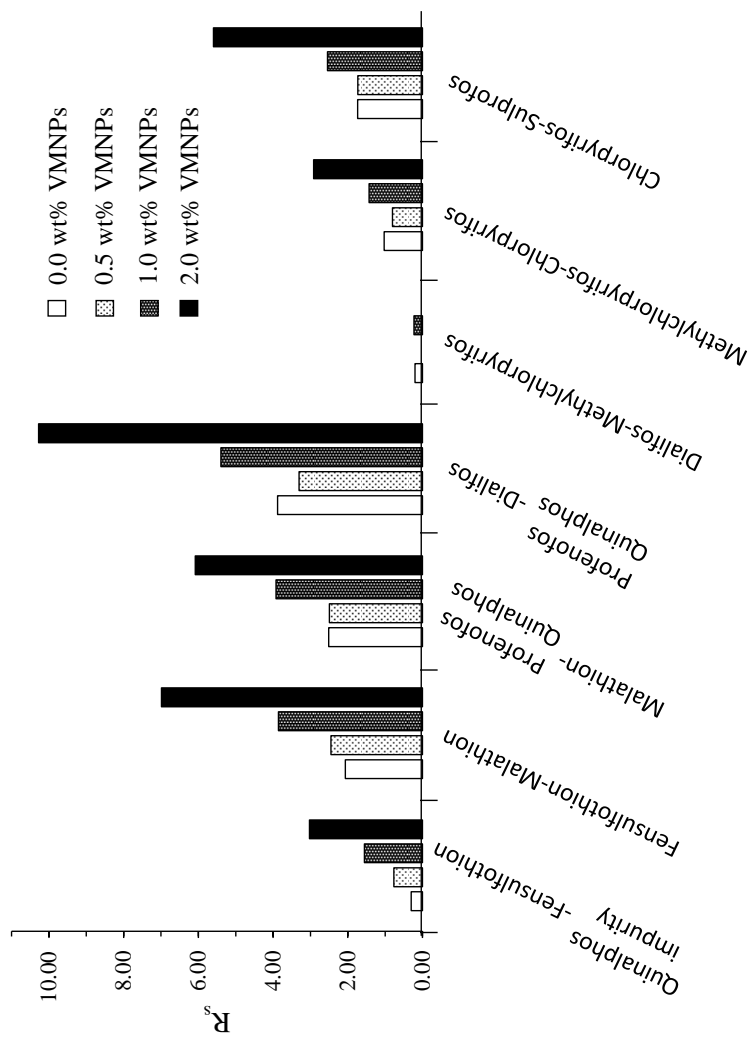 0.0 wt% VMNPs
0.5 wt% VMNPs
1.0 wt% VMNPs
2.0 wt% VMNPs
Rs
10.00
8.00
6.00
4.00
2.00
0.00
Quinalphos impurity -Fensulfothion
Fensulfothion-Malathion
Malathion- Quinalphos Profenofos
Quinalphos Profenofos -Dialifos
Dialifos-Methylchlorpyrifos
Methylchlorpyrifos-Chlorpyrifos
Chlorpyrifos-Sulprofos